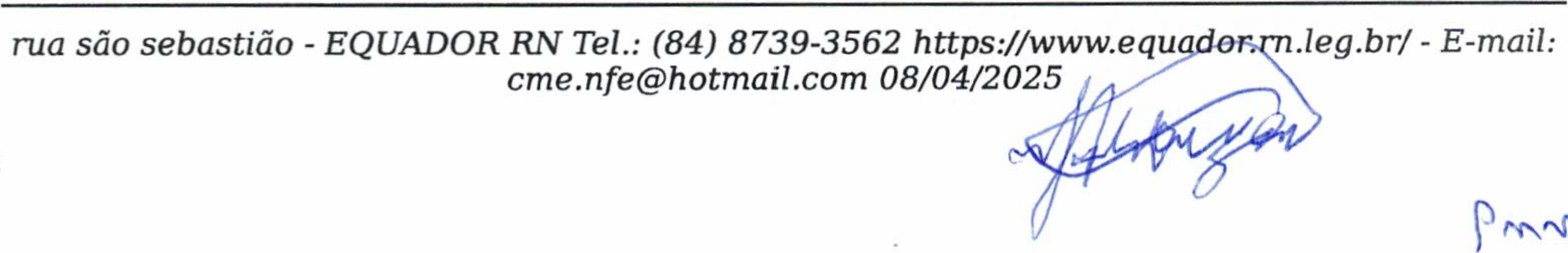 rua são sebastião - EQUADOR RN Tel.: (84) 8739-3562 https://www.equador.rn.leg.br/ - E-mail:
cme.nfe@hotmail.com 08/04/2025